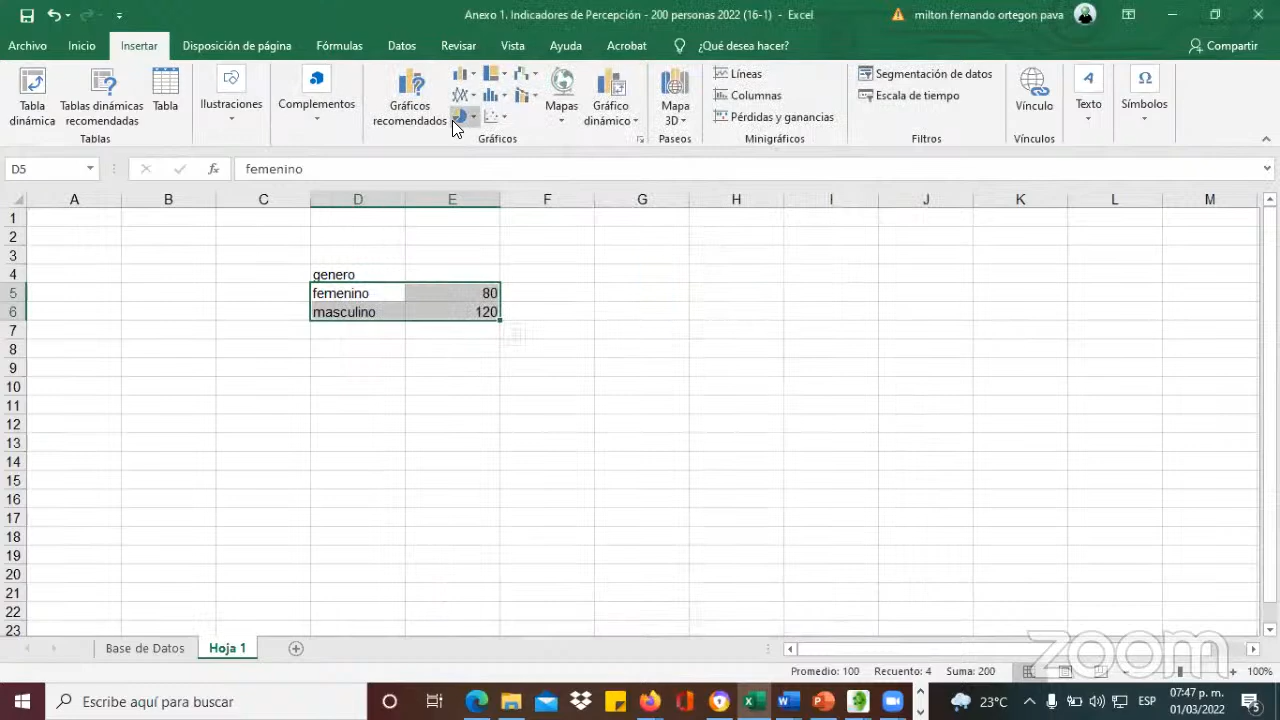 Anexo 1. Indicadores de Percepción - 200 personas 2022 (16-1) - Excel
milton fernando ortegon pava
Archivo Inicio Insertar Disposición de página Fórmulas Datos Revisar Vista Ayuda Acrobat ¿Qué desea hacer? Compartir
Tabla dinámica
Tablas dinámicas recomendadas
Tabla
Tablas
Ilustraciones
Complementos
Gráficos recomendados
Mapas
Gráfico dinámico
Gráficos
Mapa 3D
Paseos
Líneas
Columnas
Pérdidas y ganancias
Minigráficos
Segmentación de datos
Escala de tiempo
Filtros
Vínculo
Vínculos
A
Texto
Ω
Símbolos
D5 fx femenino
A B C D E F G H I J K L M
1
2
3
4 genero
5 femenino 80
6 masculino 120
7
8
9
10
11
12
13
14
15
16
17
18
19
20
21
22
23
Base de Datos Hoja 1
zoom
Promedio: 100 Recuento: 4 Suma: 200 100%
Escribe aquí para buscar
23°C ESP 07:47 p. m.
01/03/2022
5